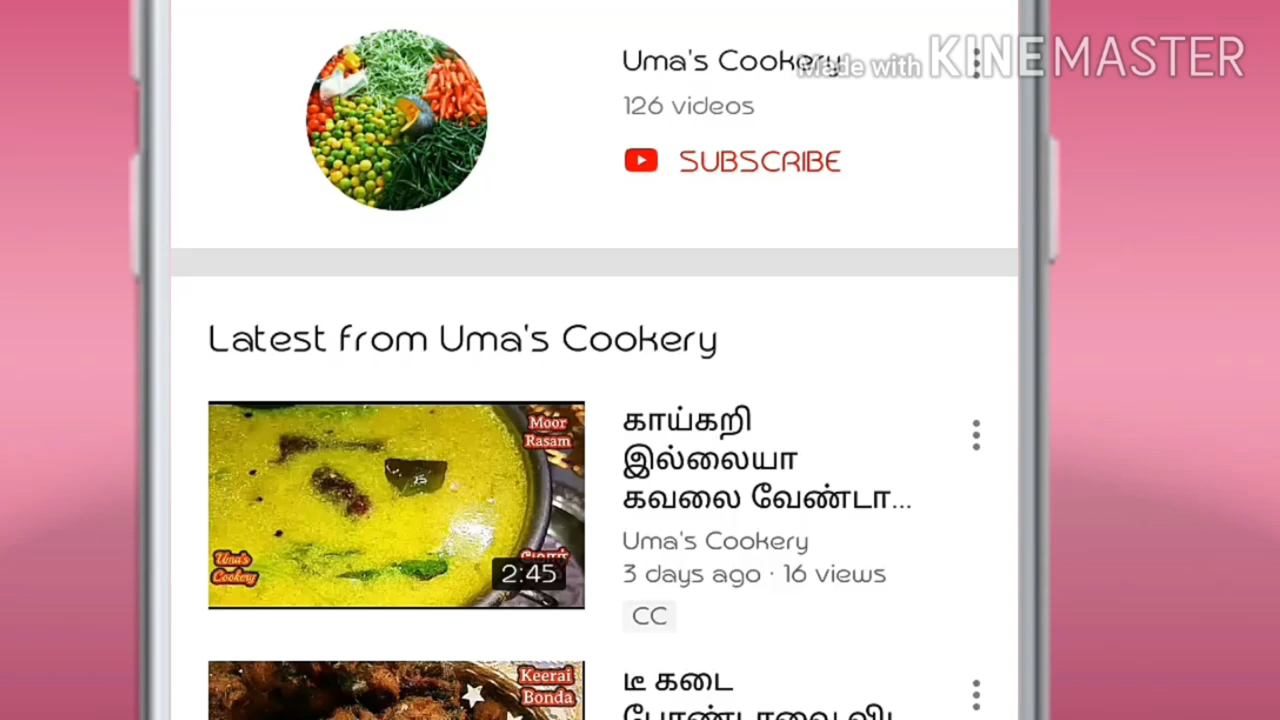 Uma's Cookery
Made with KINEMASTER
126 videos
SUBSCRIBE
Latest from Uma's Cookery
Moor
Rasam
Uma's
Cookery
மோர்
2:45
காய்கறி
இல்லையா
கவலை வேண்டா...
Uma's Cookery
3 days ago · 16 views
CC
Keerai
Bonda
டீ கடை